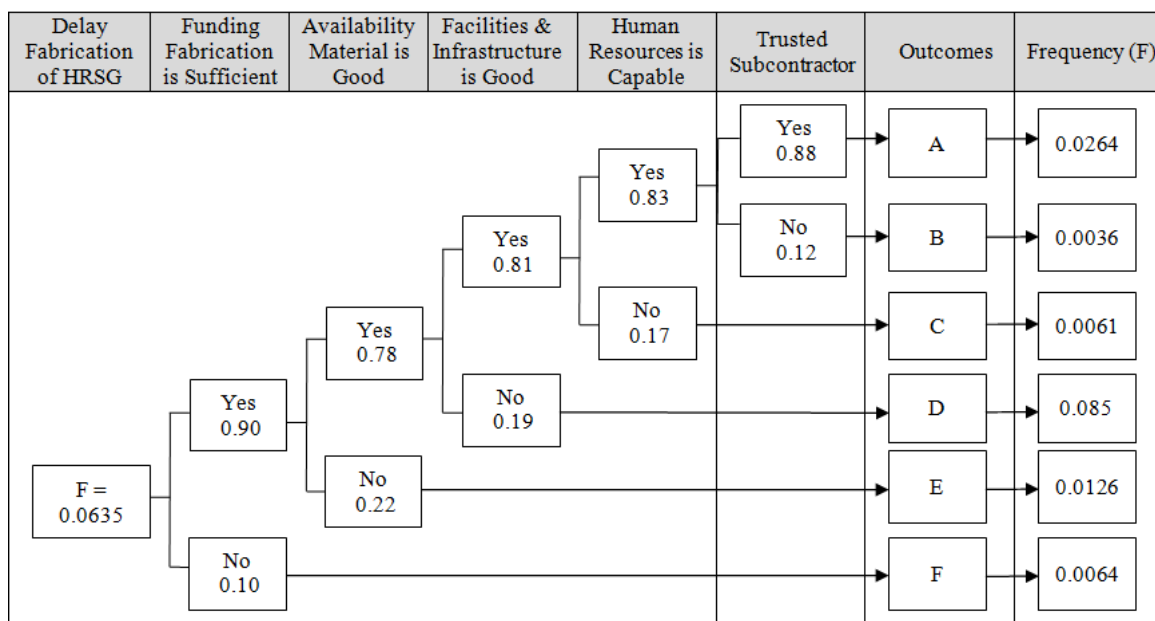 Delay
Fabrication
of HRSG
Funding
Fabrication
is Sufficient
Availability
Material is
Good
Facilities &
Infrastructure
is Good
Human
Resources is
Capable
Trusted
Subcontractor
Outcomes
Frequency (F)
Yes
0.88
A
0.0264
Yes
0.83
No
0.12
B
0.0036
Yes
0.81
No
0.17
C
0.0061
Yes
0.78
No
0.19
D
0.085
Yes
0.90
No
0.22
E
0.0126
F =
0.0635
No
0.10
F
0.0064